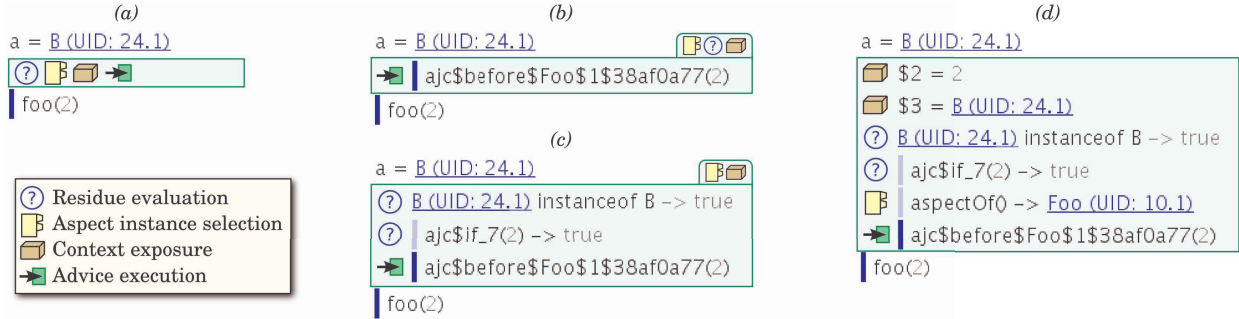 (a)
a = B (UID: 24.1)
foo(2)
? Residue evaluation
Aspect instance selection
Context exposure
Advice execution
(b)
a = B (UID: 24.1)
ajc$before$Foo$1$38af0a77(2)
foo(2)
(c)
a = B (UID: 24.1)
? B (UID: 24.1) instanceof B -> true
? ajc$if_7(2) -> true
ajc$before$Foo$1$38af0a77(2)
foo(2)
(d)
a = B (UID: 24.1)
$2 = 2
$3 = B (UID: 24.1)
? B (UID: 24.1) instanceof B -> true
? ajc$if_7(2) -> true
aspectOf() -> Foo (UID: 10.1)
ajc$before$Foo$1$38af0a77(2)
foo(2)